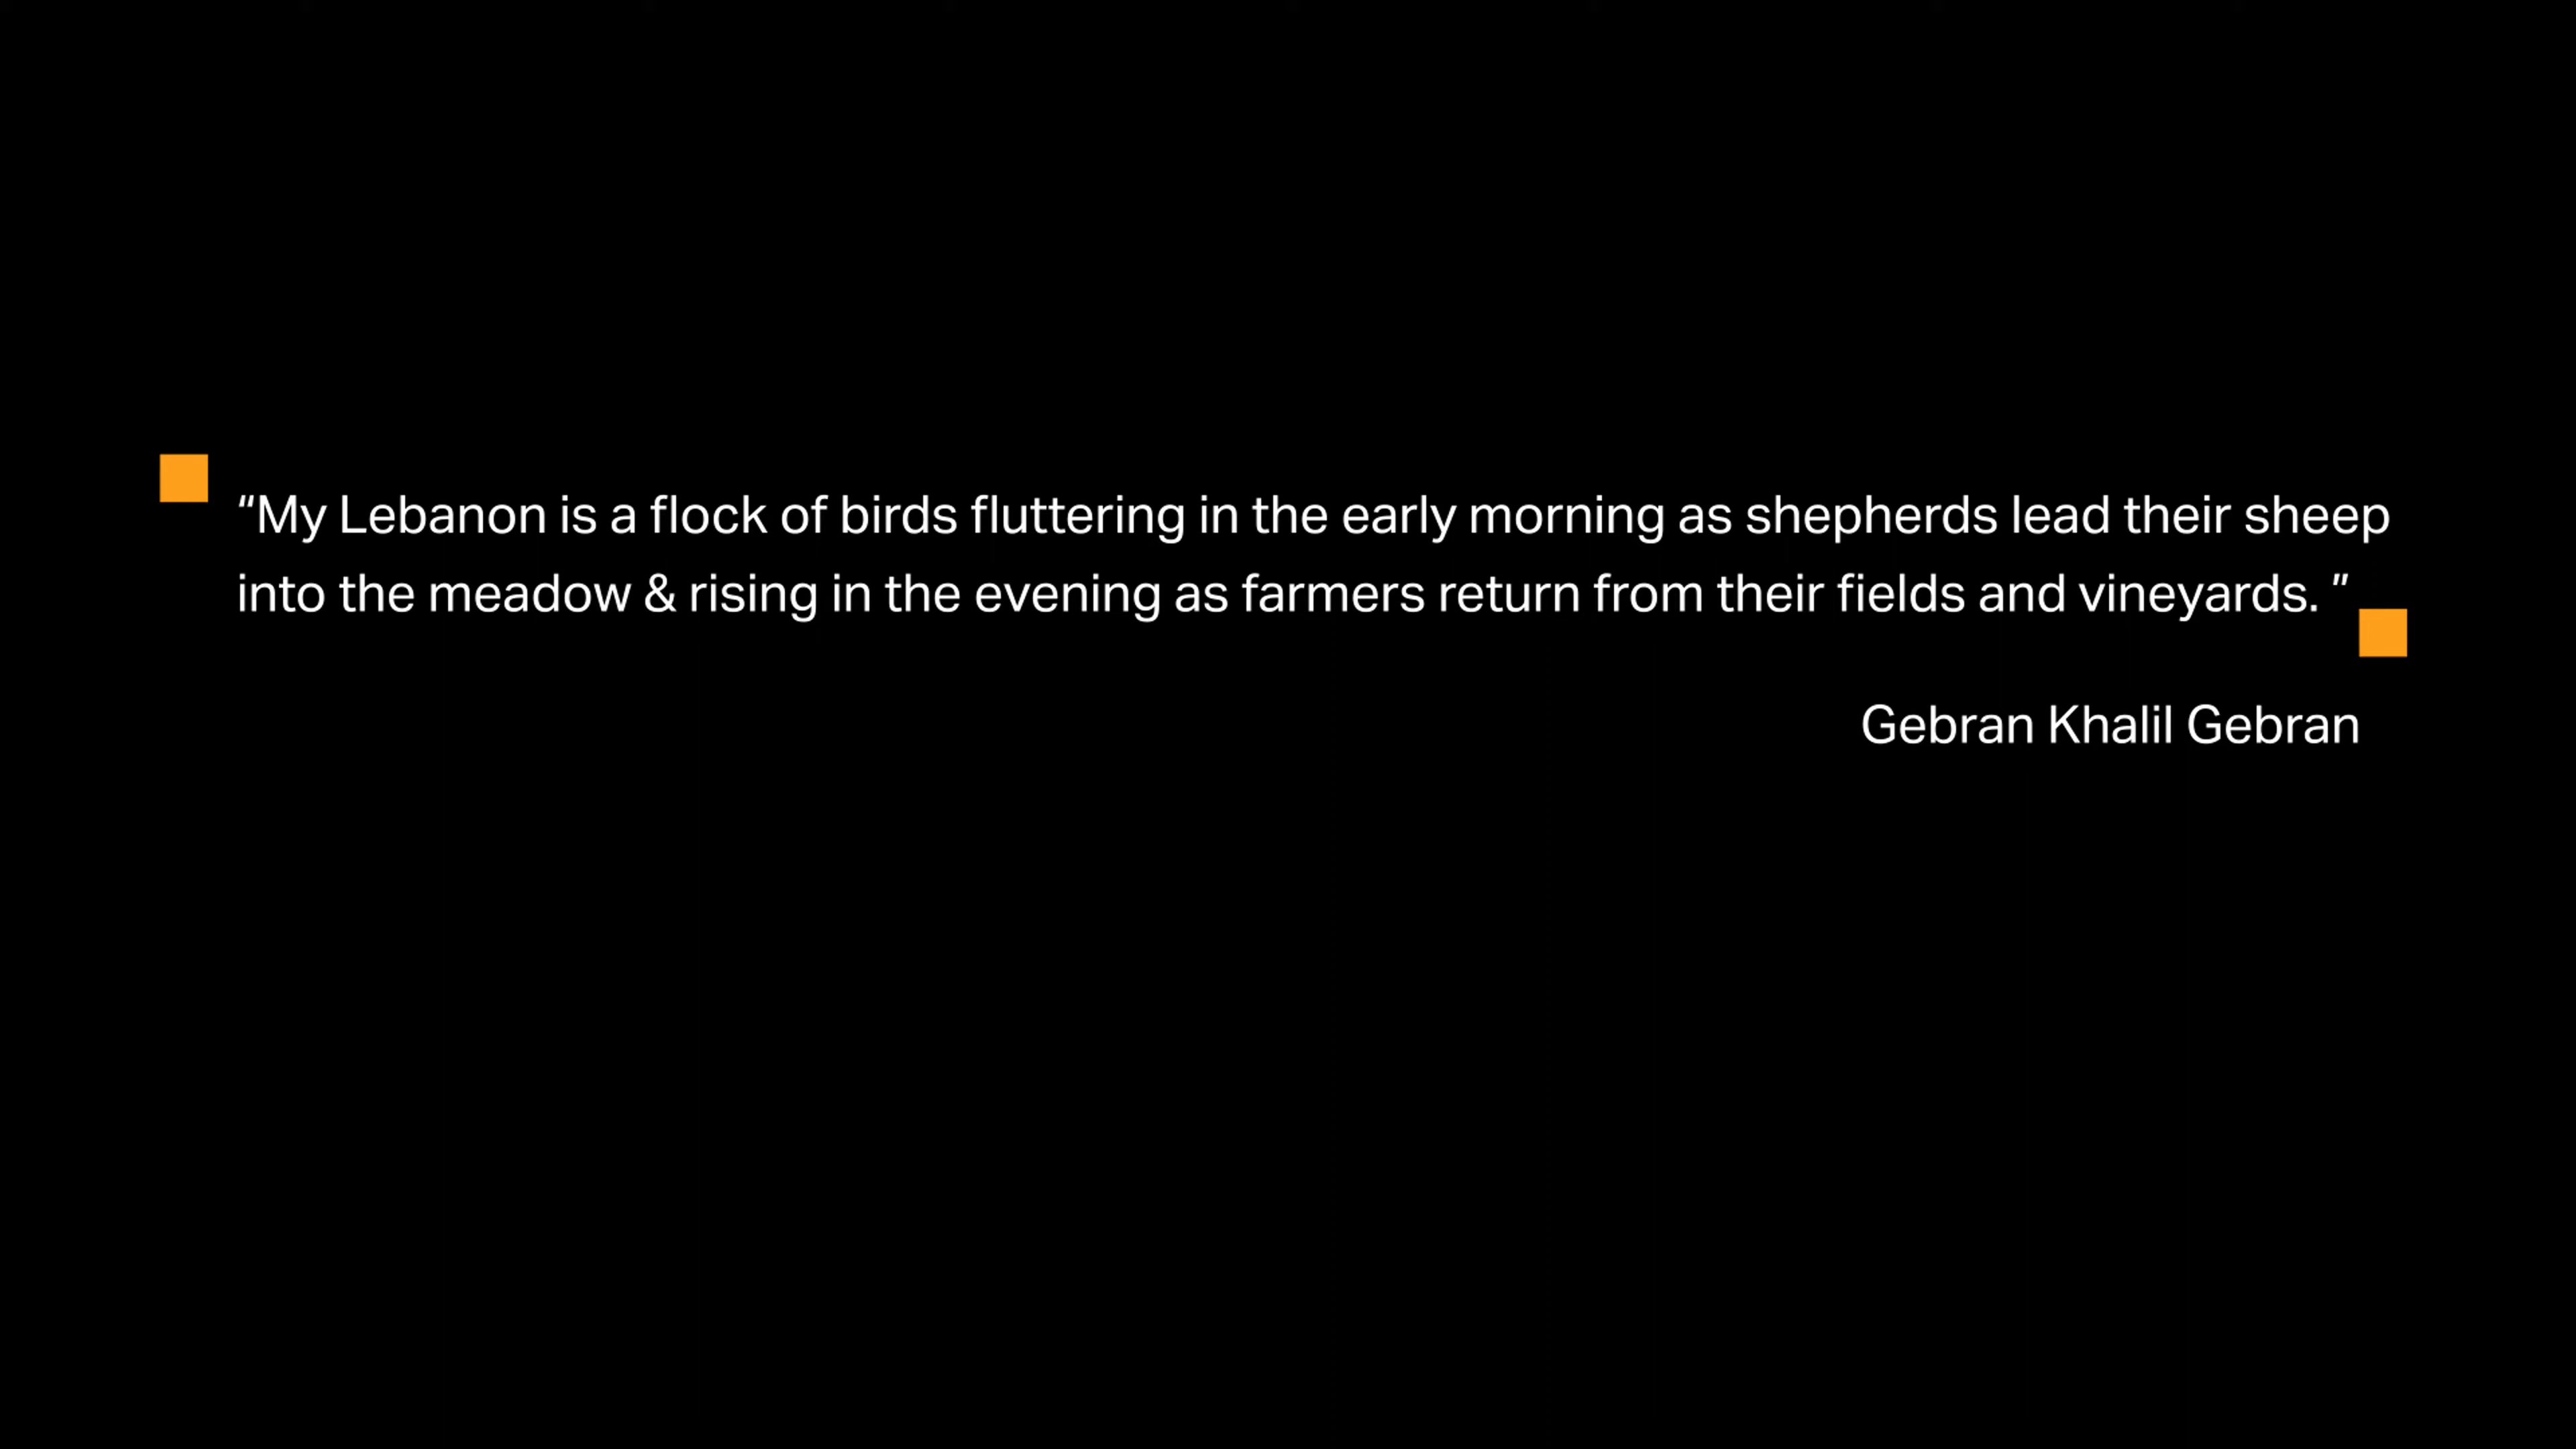 “My Lebanon is a flock of birds fluttering in the early morning as shepherds lead their sheep
into the meadow & rising in the evening as farmers return from their fields and vineyards. ”
Gebran Khalil Gebran